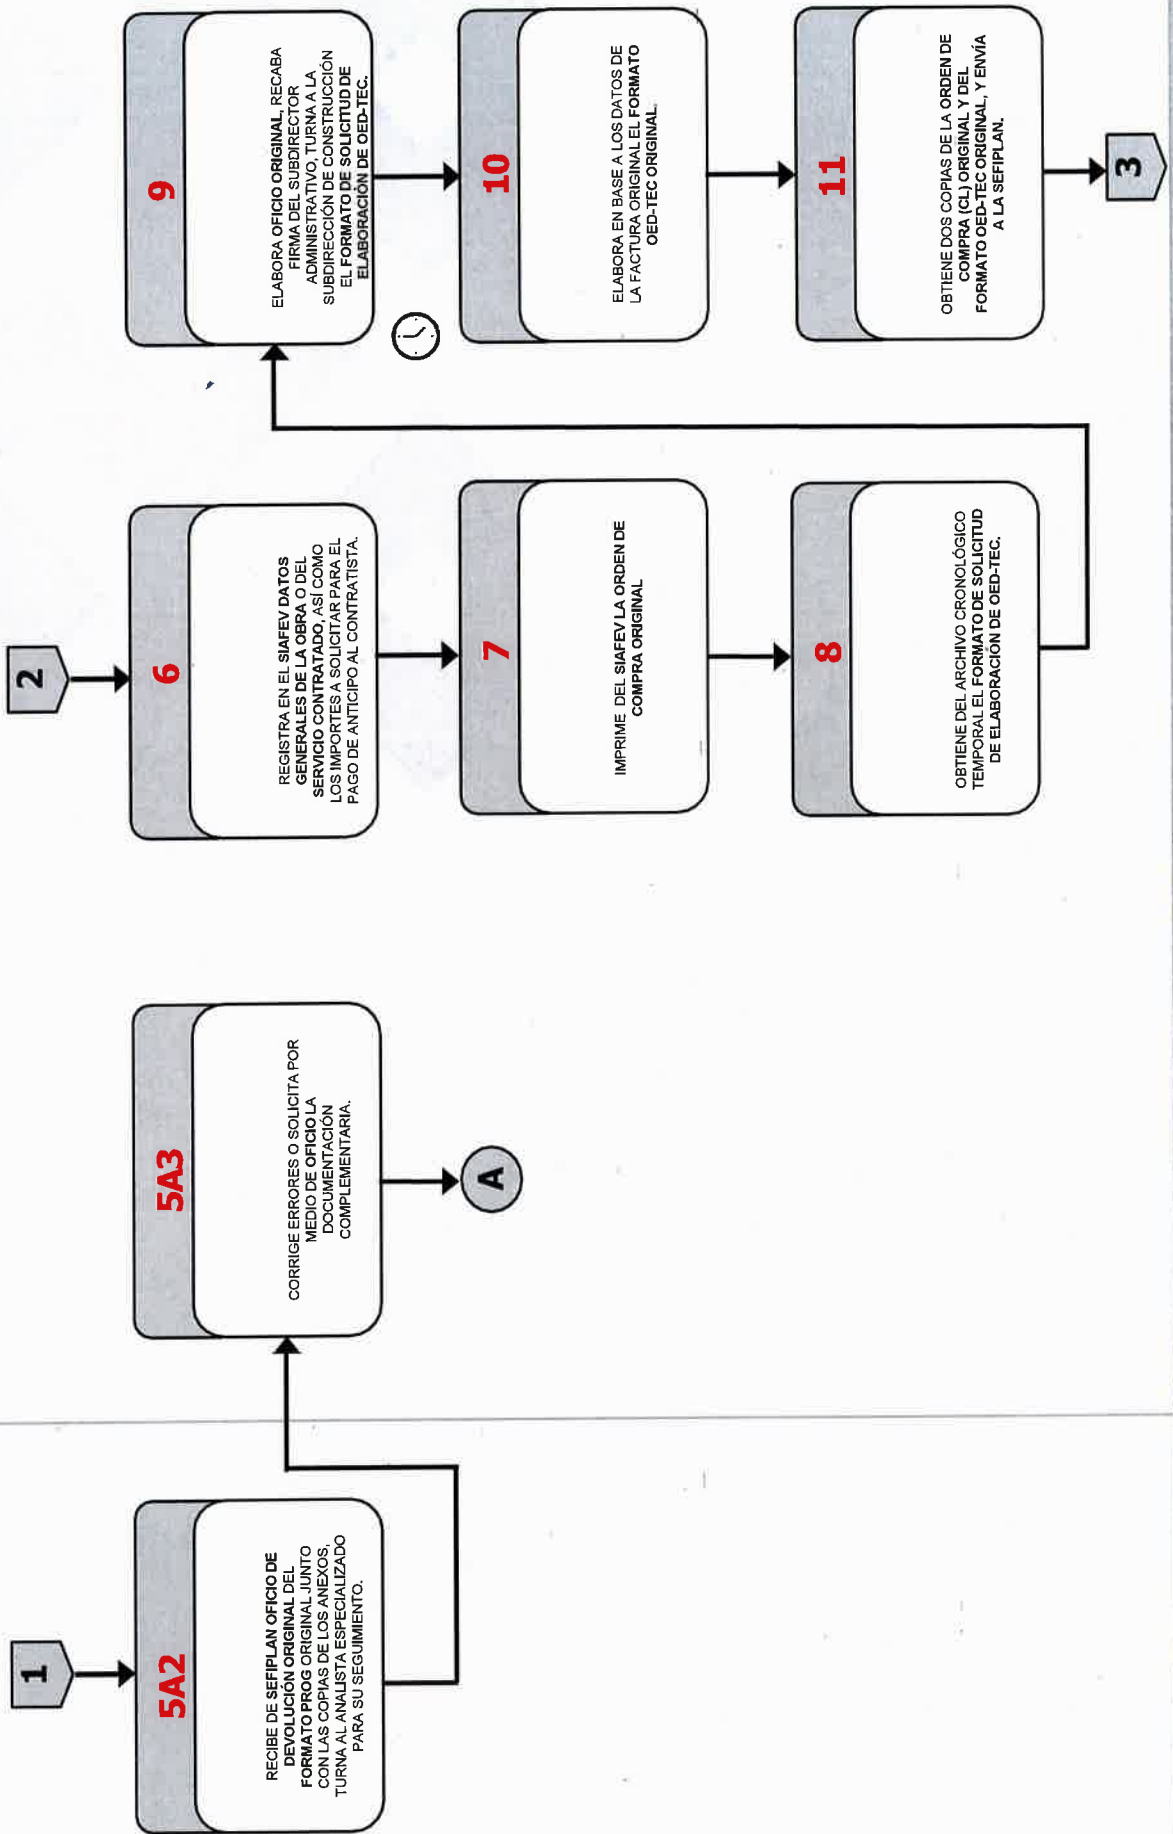 1
5A2
RECIBE DE SEFIPLAN OFICIO DE
DEVOLUCIÓN ORIGINAL DEL
FORMATO PROG ORIGINAL JUNTO
CON LAS COPIAS DE LOS ANEXOS,
TURNA AL ANALISTA ESPECIALIZADO
PARA SU SEGUIMIENTO.
5A3
CORRIGE ERRORES O SOLICITA POR
MEDIO DE OFICIO LA
DOCUMENTACIÓN
COMPLEMENTARIA.
A
2
6
REGISTRA EN EL SIAFEV DATOS
GENERALES DE LA OBRA O DEL
SERVICIO CONTRATADO, ASÍ COMO
LOS IMPORTES A SOLICITAR PARA EL
PAGO DE ANTICIPO AL CONTRATISTA.
7
IMPRIME DEL SIAFEV LA ORDEN DE
COMPRA ORIGINAL
8
OBTIENE DEL ARCHIVO CRONOLÓGICO
TEMPORAL EL FORMATO DE SOLICITUD
DE ELABORACION DE OED-TEC.
9
ELABORA OFICIO ORIGINAL, RECABA
FIRMA DEL SUBDIRECTOR
ADMINISTRATIVO, TURNA A LA
SUBDIRECCIÓN DE CONSTRUCCIÓN
EL FORMATO DE SOLICITUD DE
ELABORACIÓN DE OED-TEC.
10
ELABORA EN BASE A LOS DATOS DE
LA FACTURA ORIGINAL EL FORMATO
OED-TEC ORIGINAL.
11
OBTIENE DOS COPIAS DE LA ORDEN DE
COMPRA (CL) ORIGINAL Y DEL
FORMATO OED-TEC ORIGINAL, Y ENVÍA
A LA SEFIPLAN.
3